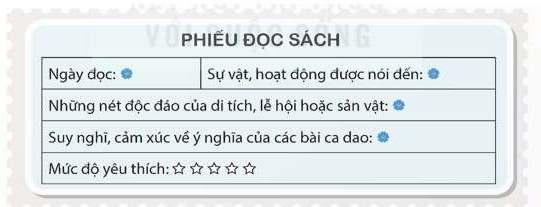 PHIẾU ĐỌC SÁCH
Ngày đọc: Sự vật, hoạt động được nói đến:
Những nét độc đáo của di tích, lễ hội hoặc sản vật:
Suy nghĩ, cảm xúc về ý nghĩa của các bài ca dao:
Mức độ yêu thích: ☆ ☆ ☆ ☆ ☆